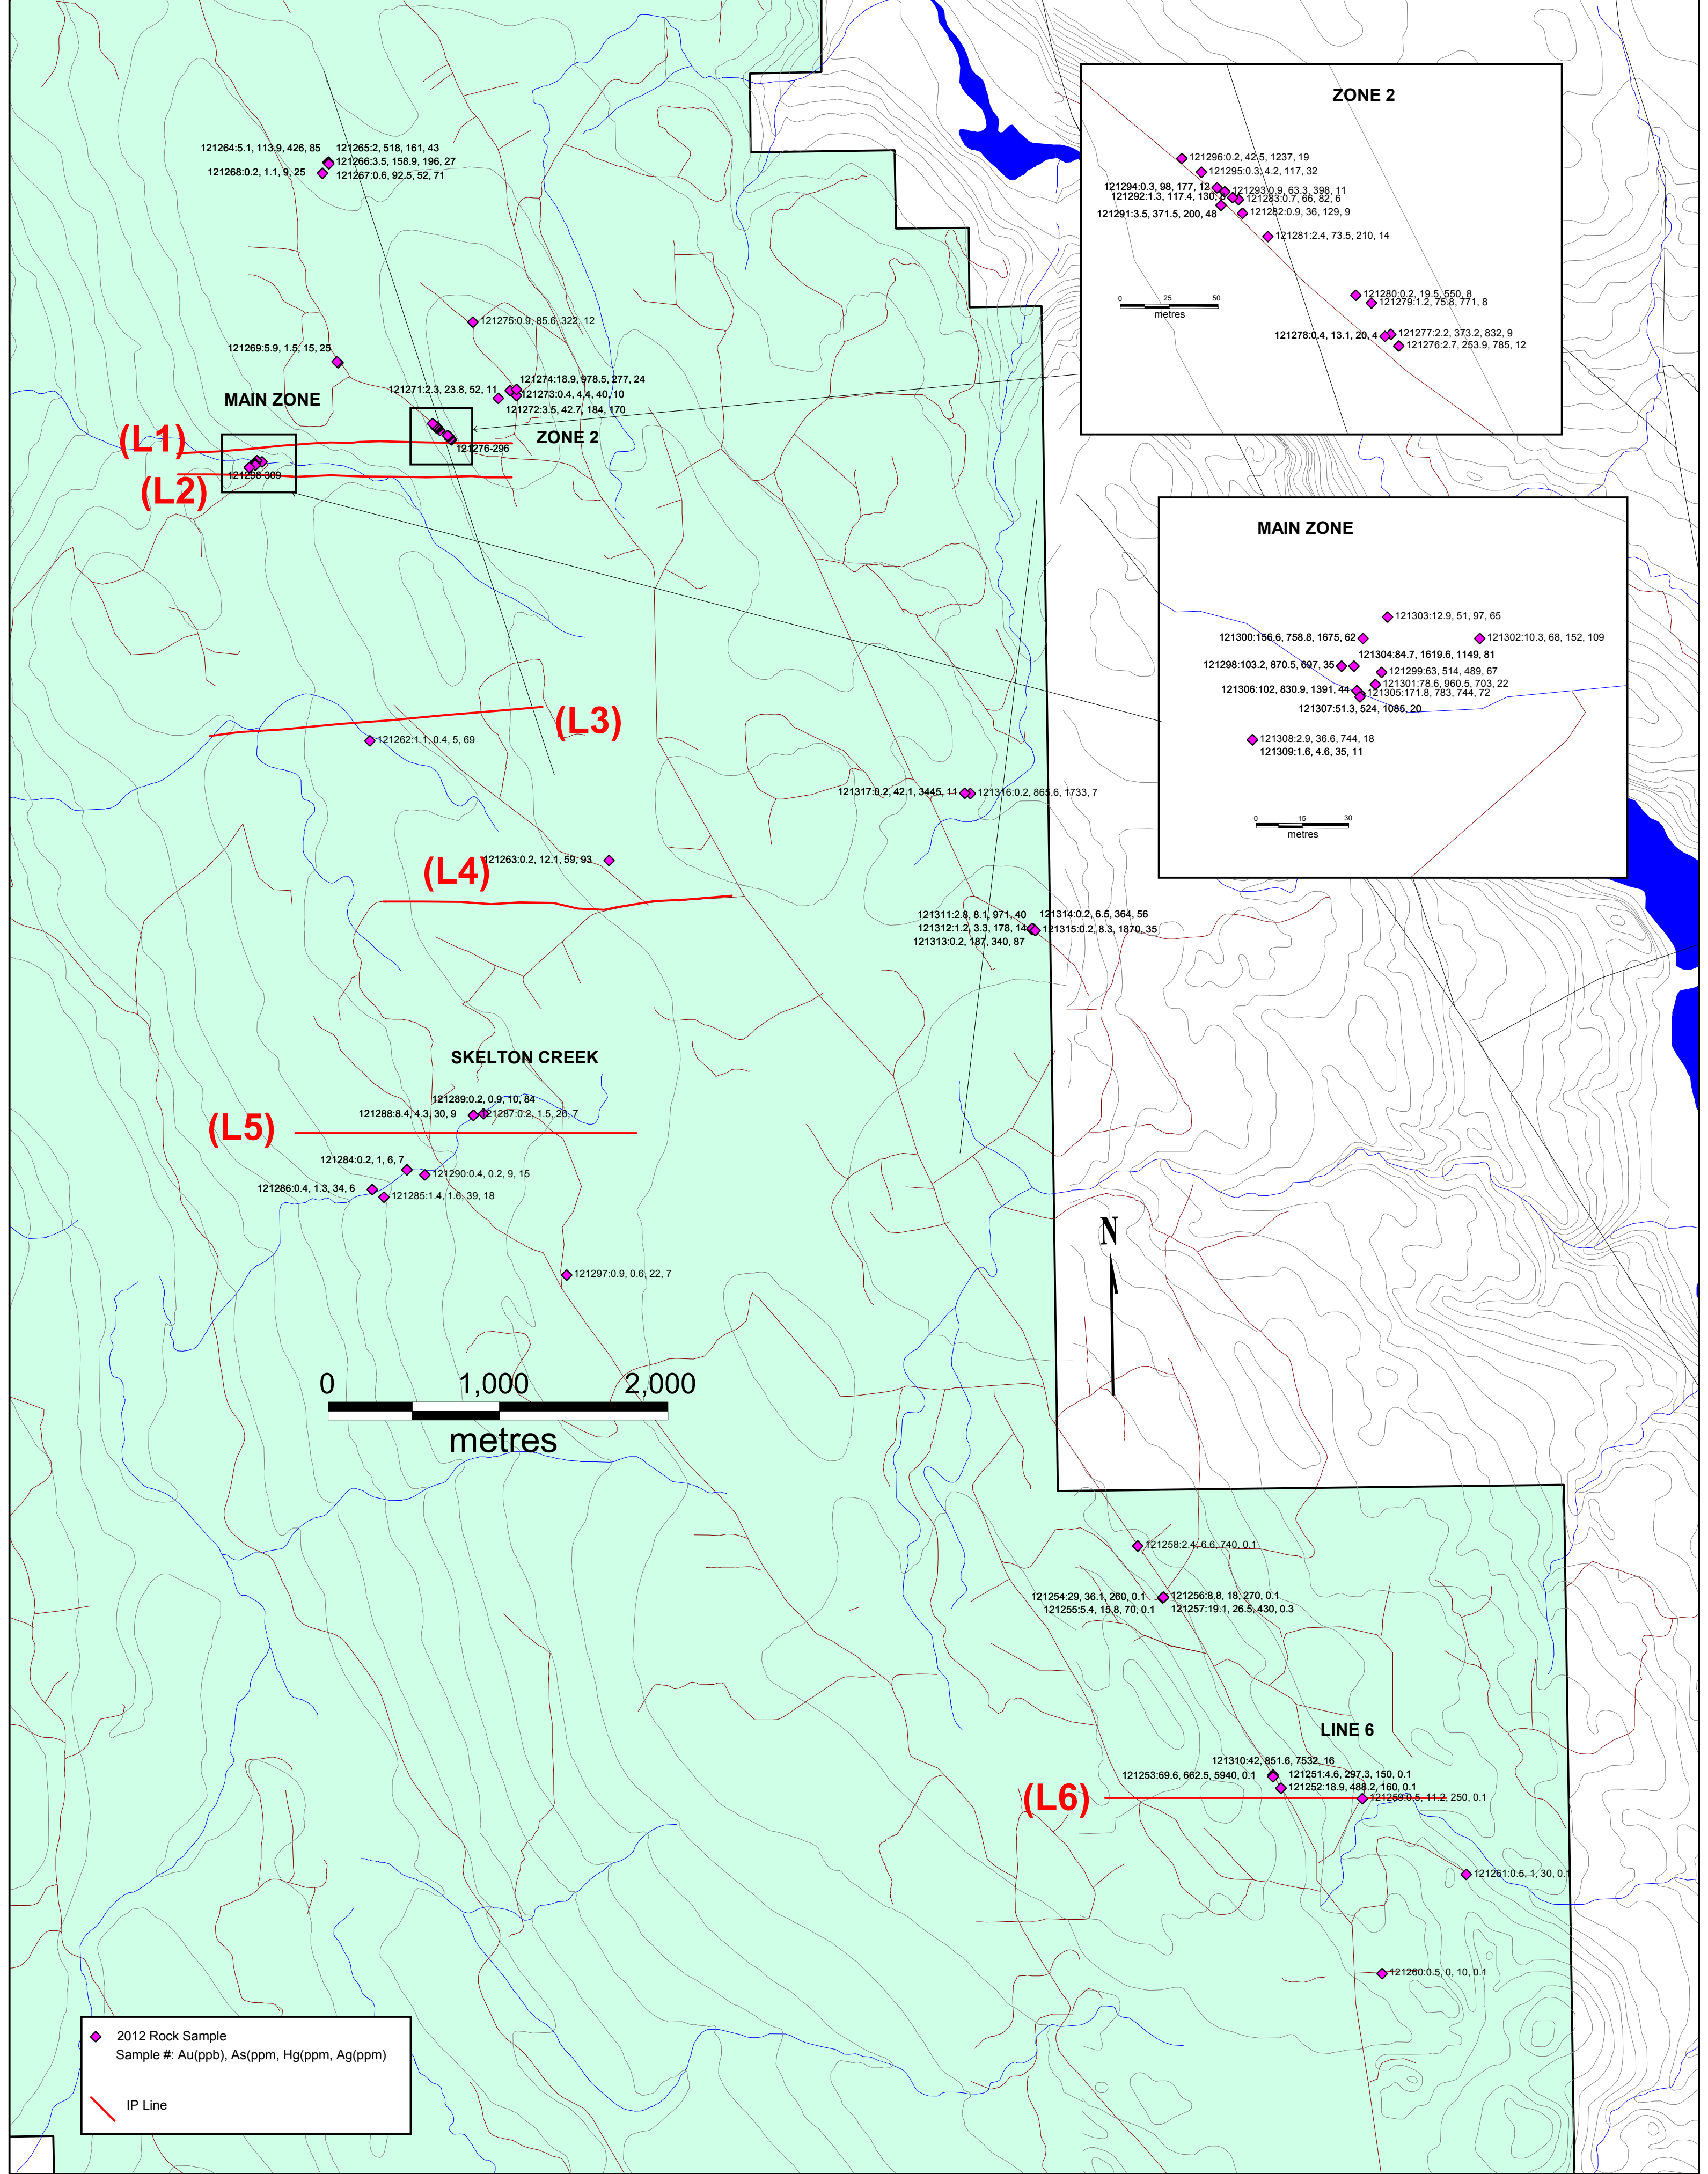 ZONE 2
121296:0.2, 42.5, 1237, 19
121295:0.3, 4.2, 117, 32
121294:0.3, 98, 177, 12
121293:0.9, 63.3, 398, 11
121292:1.3, 117.4, 130,
121283:0.7, 66, 82, 6
121291:3.5, 371.5, 200, 48
121282:0.9, 36, 129, 9
121281:2.4, 73.5, 210, 14
121280:0.2, 19.5, 550, 8
121279:1.2, 75.8, 771, 8
121278:0.4, 13.1, 20, 4
121277:2.2, 373.2, 832, 9
121276:2.7, 253.9, 785, 12
0 25 50
metres
121264:5.1, 113.9, 426, 85
121265:2, 518, 161, 43
121266:3.5, 158.9, 196, 27
121268:0.2, 1.1, 9, 25
121267:0.6, 92.5, 52, 71
121275:0.9, 85.6, 322, 12
121269:5.9, 1.5, 15, 25
121274:18.9, 978.5, 277, 24
121271:2.3, 23.8, 52, 11
121273:0.4, 4.4, 40, 10
121272:3.5, 42.7, 184, 170
MAIN ZONE
ZONE 2
121276-296
(L1)
121298-309
(L2)
MAIN ZONE
121303:12.9, 51, 97, 65
121300:156.6, 758.8, 1675, 62
121302:10.3, 68, 152, 109
121304:84.7, 1619.6, 1149, 81
121298:103.2, 870.5, 697, 35
121299:63, 514, 489, 67
121301:78.6, 960.5, 703, 22
121306:102, 830.9, 1391, 44
121305:171.8, 783, 744, 72
121307:51.3, 524, 1085, 20
121308:2.9, 36.6, 744, 18
121309:1.6, 4.6, 35, 11
0 15 30
metres
(L3)
121262:1.1, 0.4, 5, 69
121317:0.2, 42.1, 3445, 11
121316:0.2, 865.6, 1733, 7
(L4)
121263:0.2, 12.1, 59, 93
121311:2.8, 8.1, 971, 40
121314:0.2, 6.5, 364, 56
121312:1.2, 3.3, 178, 14
121315:0.2, 8.3, 1870, 35
121313:0.2, 187, 340, 87
SKELTON CREEK
121289:0.2, 0.9, 10, 84
121288:8.4, 4.3, 30, 9
121287:0.2, 1.5, 26, 7
(L5)
121284:0.2, 1, 6, 7
121290:0.4, 0.2, 9, 15
121286:0.4, 1.3, 34, 6
121285:1.4, 1.6, 39, 18
N
121297:0.9, 0.6, 22, 7
0 1,000 2,000
metres
121258:2.4, 6.6, 740, 0.1
121254:29, 36.1, 260, 0.1
121256:8.8, 18, 270, 0.1
121255:5.4, 15.8, 70, 0.1
121257:19.1, 26.5, 430, 0.3
LINE 6
121310:42, 851.6, 7532, 16
121253:69.6, 662.5, 5940, 0.1
121251:4.6, 297.3, 150, 0.1
121252:18.9, 488.2, 160, 0.1
(L6)
121259:0.5, 11.2, 250, 0.1
121261:0.5, 1, 30, 0.1
121260:0.5, 0, 10, 0.1
2012 Rock Sample
Sample #: Au(ppb), As(ppm, Hg(ppm, Ag(ppm)
IP Line